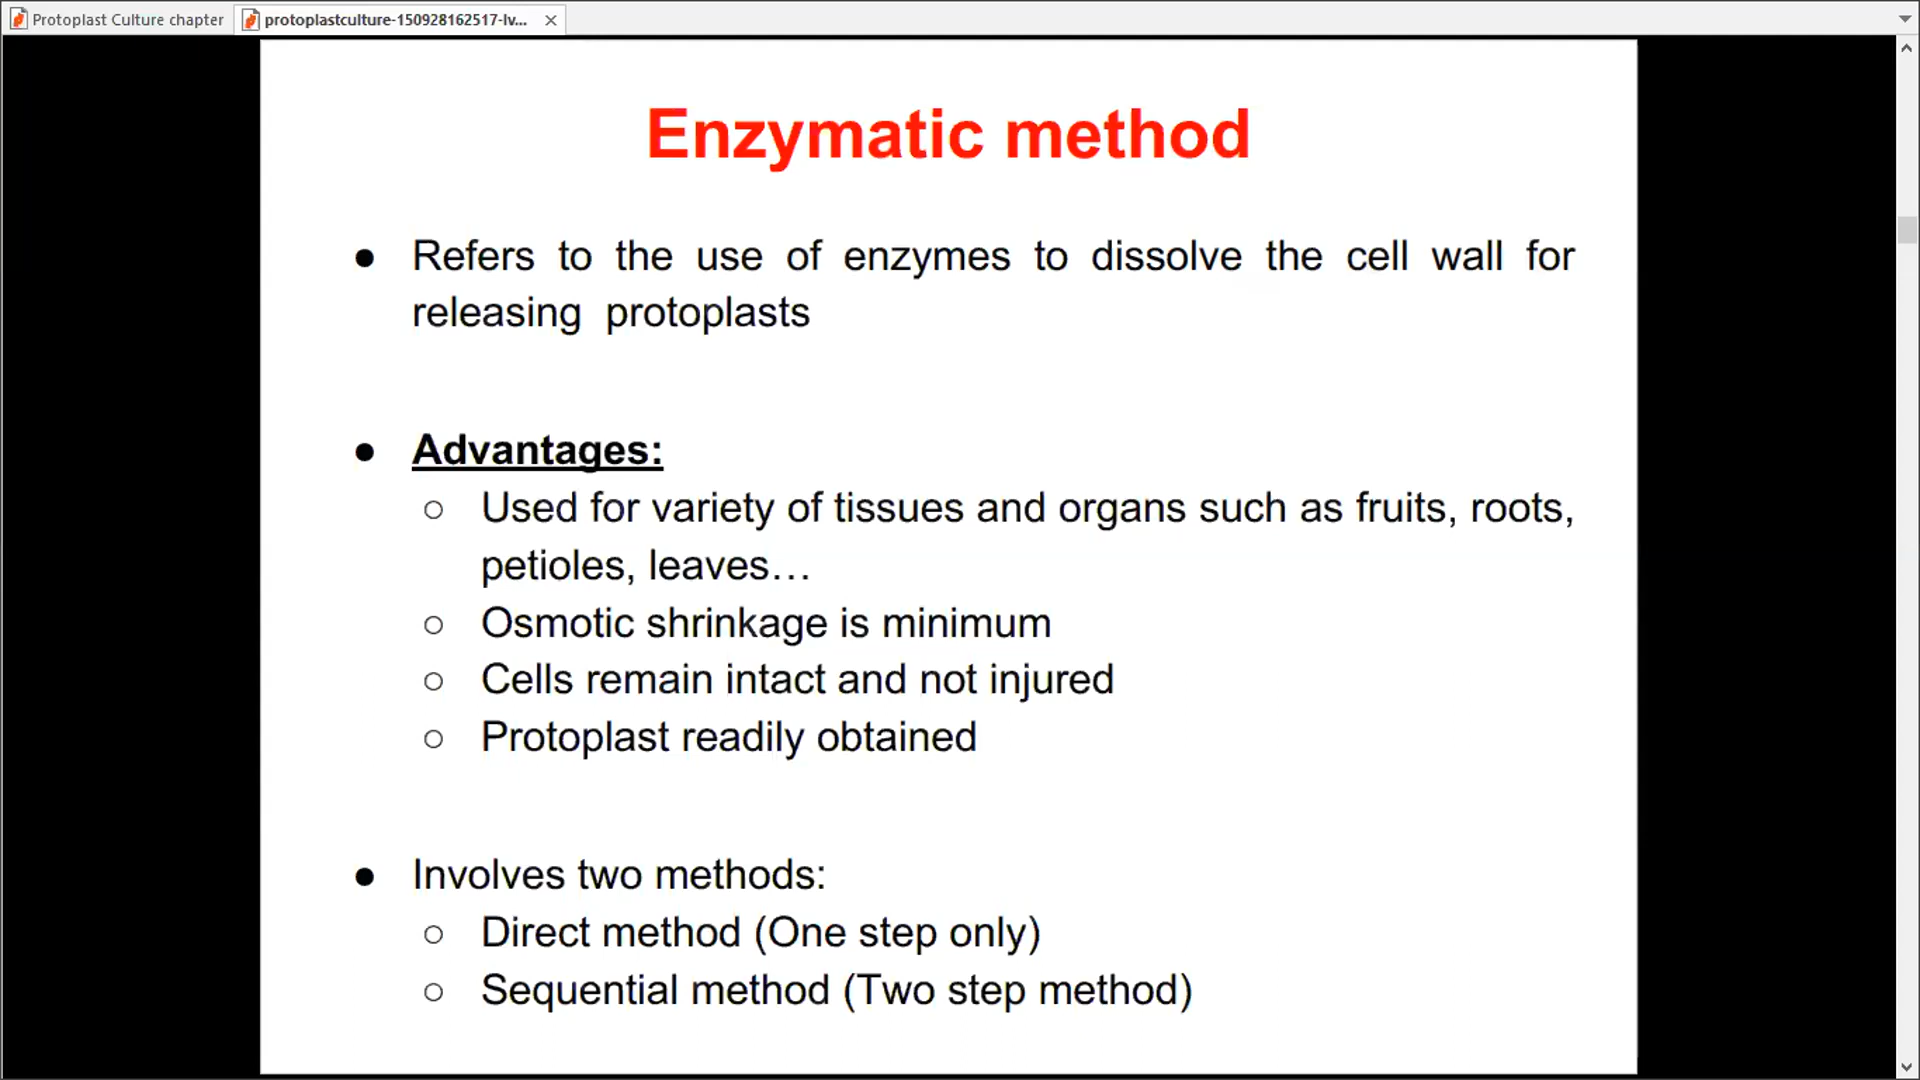 Protoplast Culture chapter
protoplastculture-150928162517-lv...
Enzymatic method
● Refers to the use of enzymes to dissolve the cell wall for
releasing protoplasts
● Advantages:
○ Used for variety of tissues and organs such as fruits, roots,
petioles, leaves…
○ Osmotic shrinkage is minimum
○ Cells remain intact and not injured
○ Protoplast readily obtained
● Involves two methods:
○ Direct method (One step only)
○ Sequential method (Two step method)